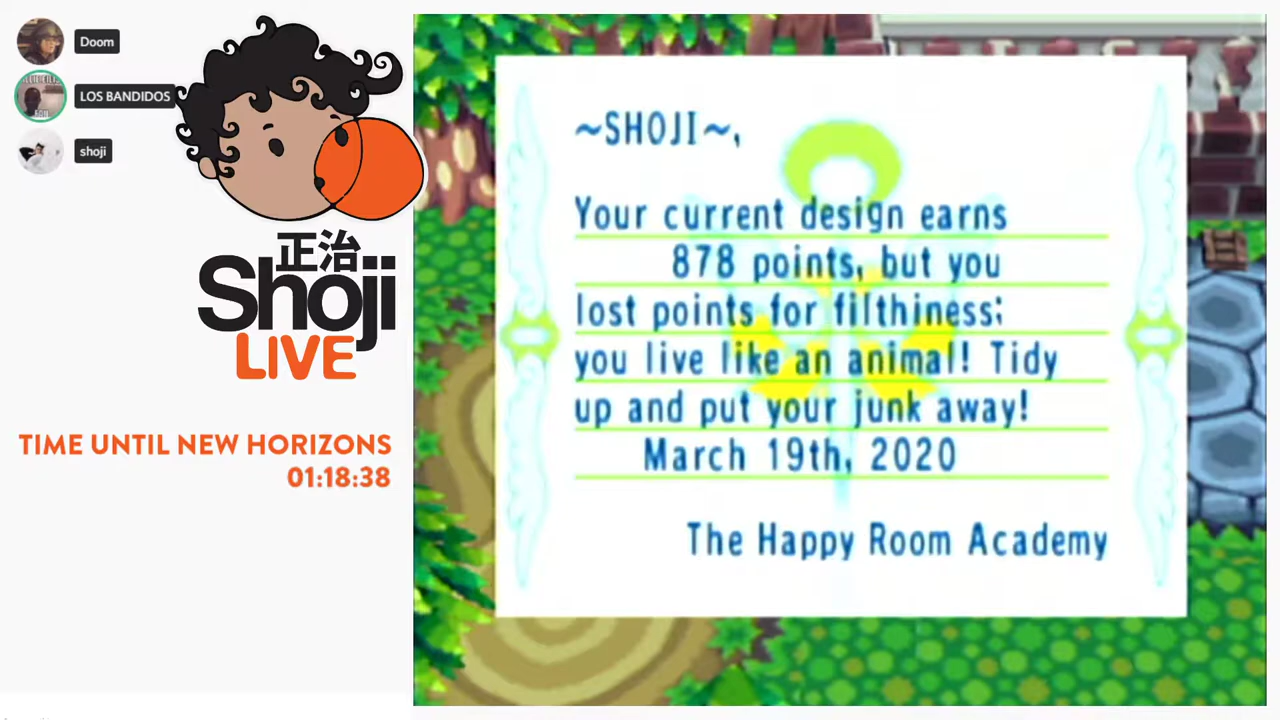 Doom
LOS BANDIDOS
shoji
正治
Shoji
LIVE
TIME UNTIL NEW HORIZONS
01:18:38
~SHOJI~,
Your current design earns
878 points, but you
lost points for filthiness;
you live like an animal! Tidy
up and put your junk away!
March 19th, 2020
The Happy Room Academy